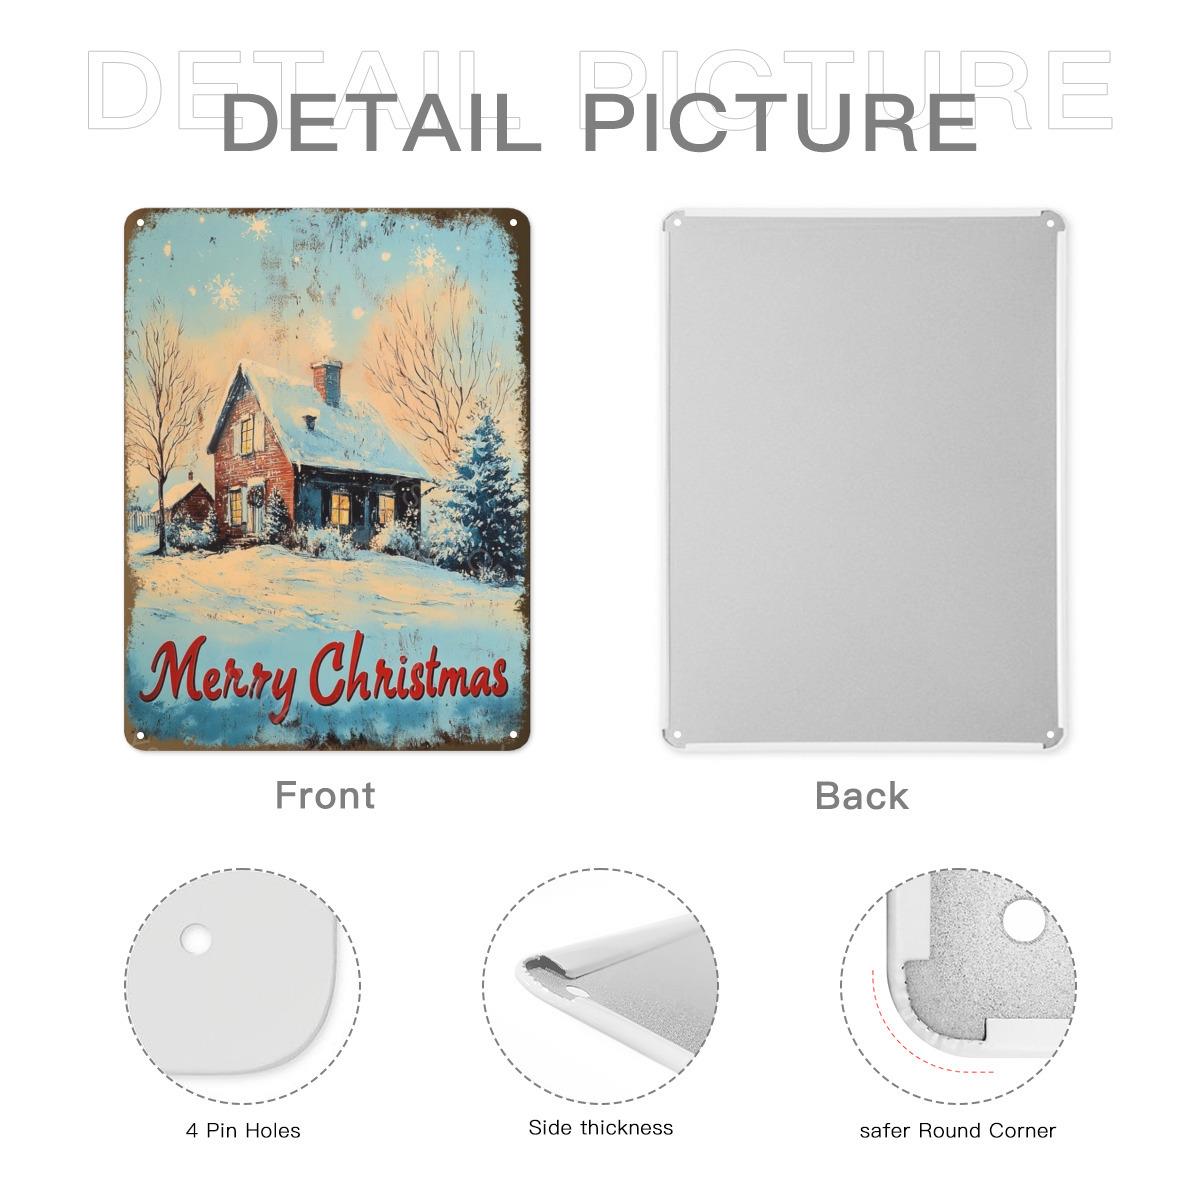 DETAIL PICTURE
DETAIL PICTURE
Merry Christmas
Front
Back
4 Pin Holes
Side thickness
safer Round Corner